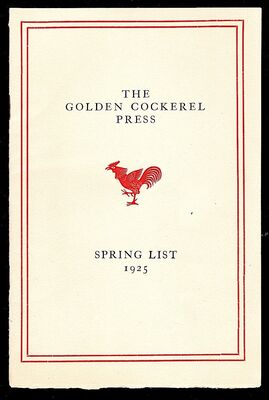 THE
GOLDEN COCKEREL
PRESS
SPRING LIST
1925